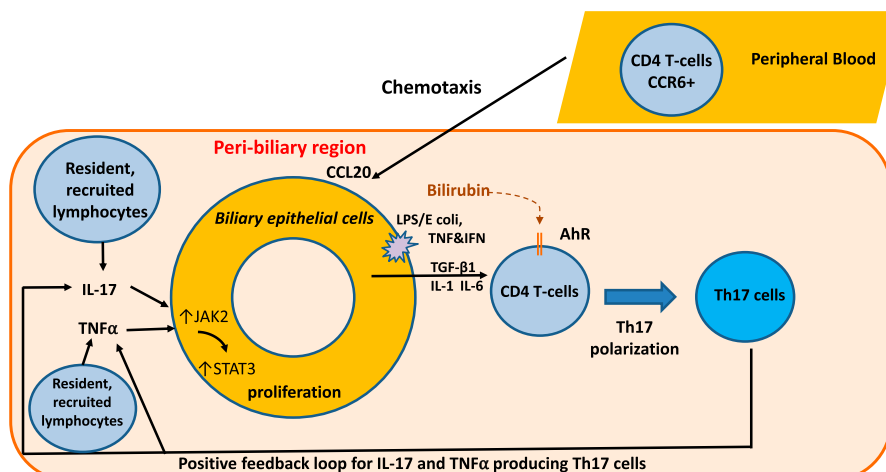 CD4 T-cells
CCR6+
Peripheral Blood
Chemotaxis
Peri-biliary region
CCL20
Resident,
recruited
lymphocytes
Biliary epithelial cells
Bilirubin
LPS/E coli,
TNF&IFN
AhR
TGF-β1
IL-1 IL-6
CD4 T-cells
Th17 cells
IL-17
↑JAK2
TNFα
Th17
polarization
↑STAT3
proliferation
Resident,
recruited
lymphocytes
Positive feedback loop for IL-17 and TNFα producing Th17 cells